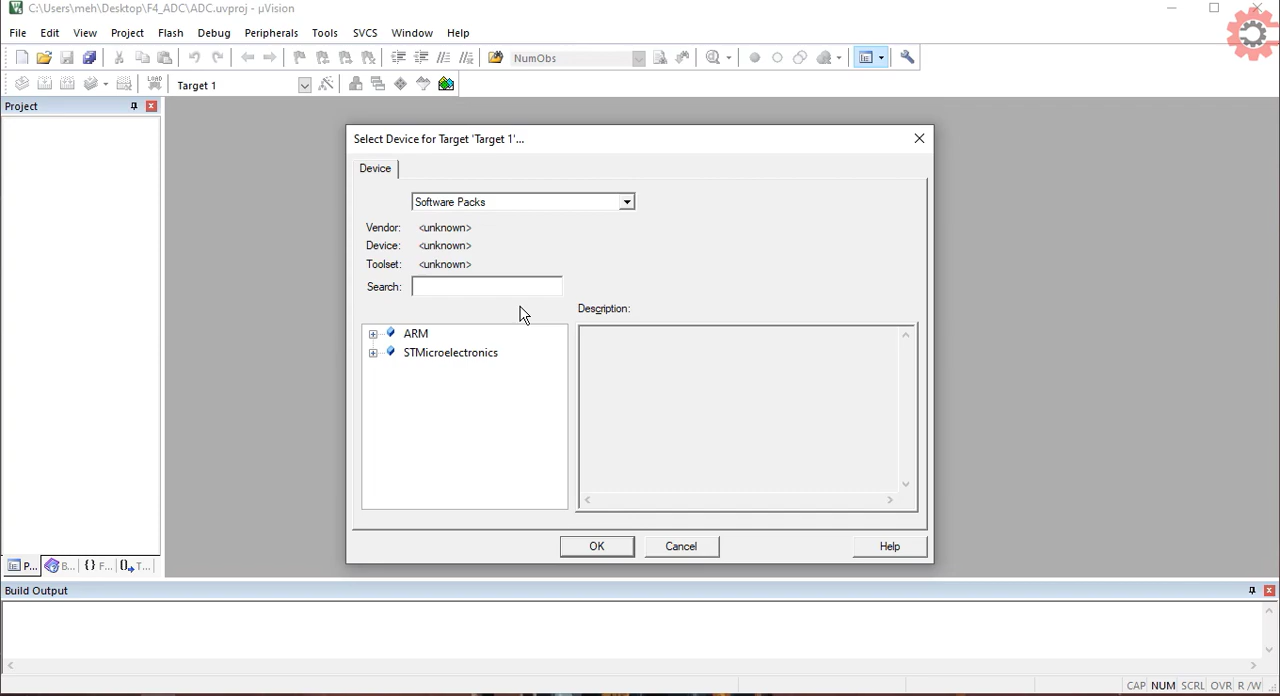 C:\Users\meh\Desktop\F4_ADC\ADC.uvproj - µVision
File Edit View Project Flash Debug Peripherals Tools SVCS Window Help
NumObs
LOAD Target 1
Project
Select Device for Target 'Target 1'...
Device
Software Packs
Vendor: <unknown>
Device: <unknown>
Toolset: <unknown>
Search:
Description:
ARM
STMicroelectronics
OK Cancel Help
P... B... {} F... 0 T...
Build Output
CAP NUM SCRL OVR R/W